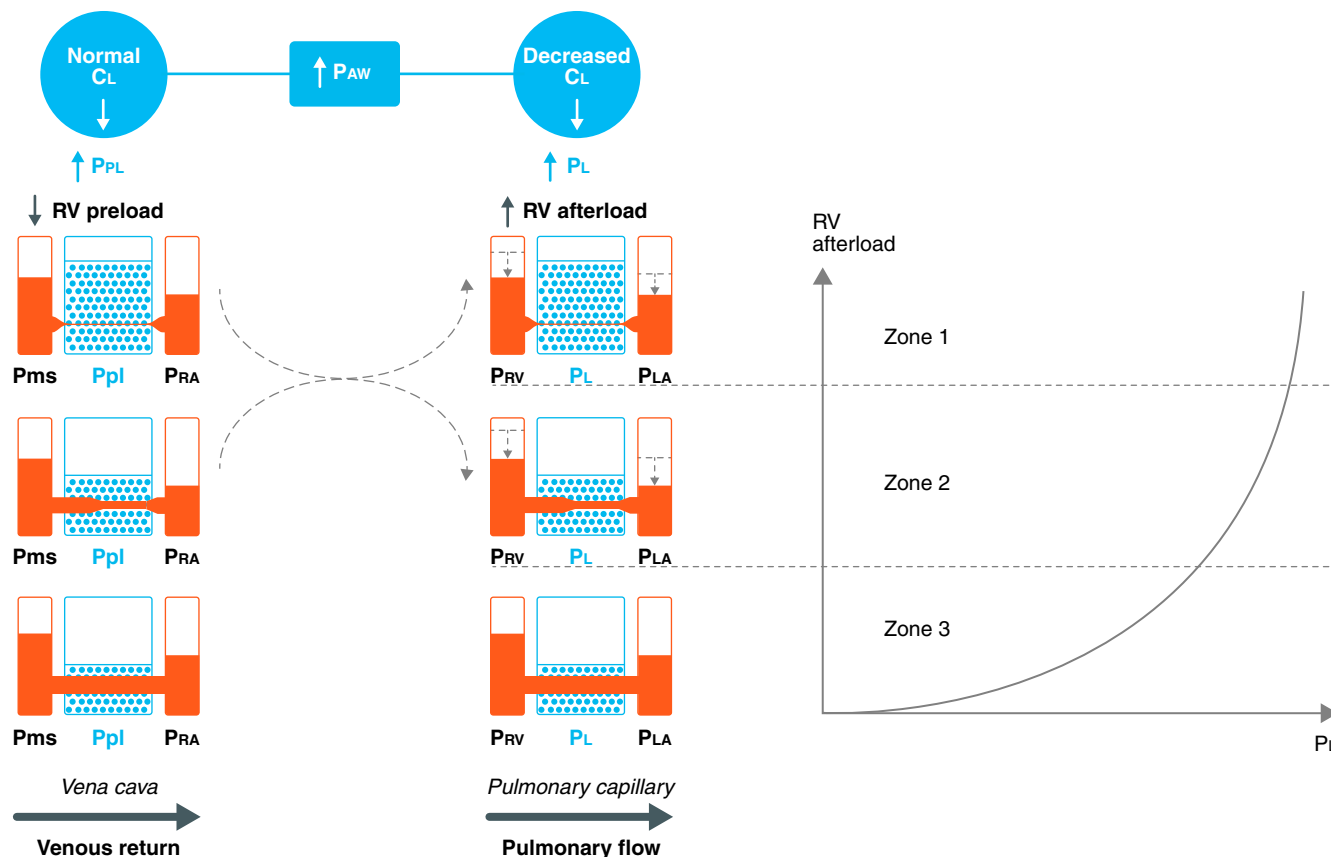 Normal
CL
PAW
Decreased
CL
PPL
PL
RV preload
RV afterload
Pms Ppl PRA
PRV PL PLA
Pms Ppl PRA
PRV PL PLA
Pms Ppl PRA
PRV PL PLA
Vena cava
Venous return
Pulmonary capillary
Pulmonary flow
RV
afterload
Zone 1
Zone 2
Zone 3